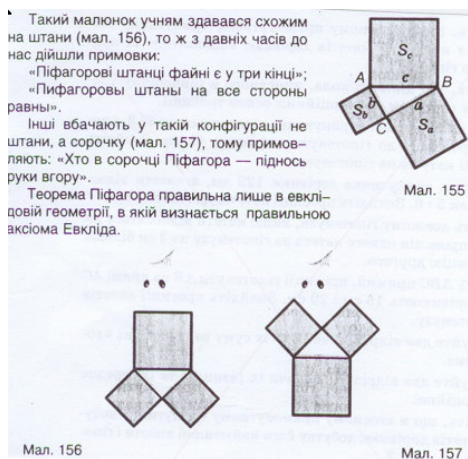 Такий малюнок учням здавався схожим
на штани (мал. 156), то ж з давніх часів до
нас дійшли примовки:
«Піфагорові штанці файні є у три кінці»;
«Пифагоровы штаны на все стороны
равны».
Інші вбачають у такій конфігурації не
штани, а сорочку (мал. 157), тому примов-
ляють: «Хто в сорочці Піфагора — піднось
руки вгору».
Теорема Піфагора правильна лише в евклі-
довій геометрії, в якій визнається правильною
аксіома Евкліда.
Sc
A c B
Sb b a Sa
C
Мал. 155
Мал. 156
Мал. 157